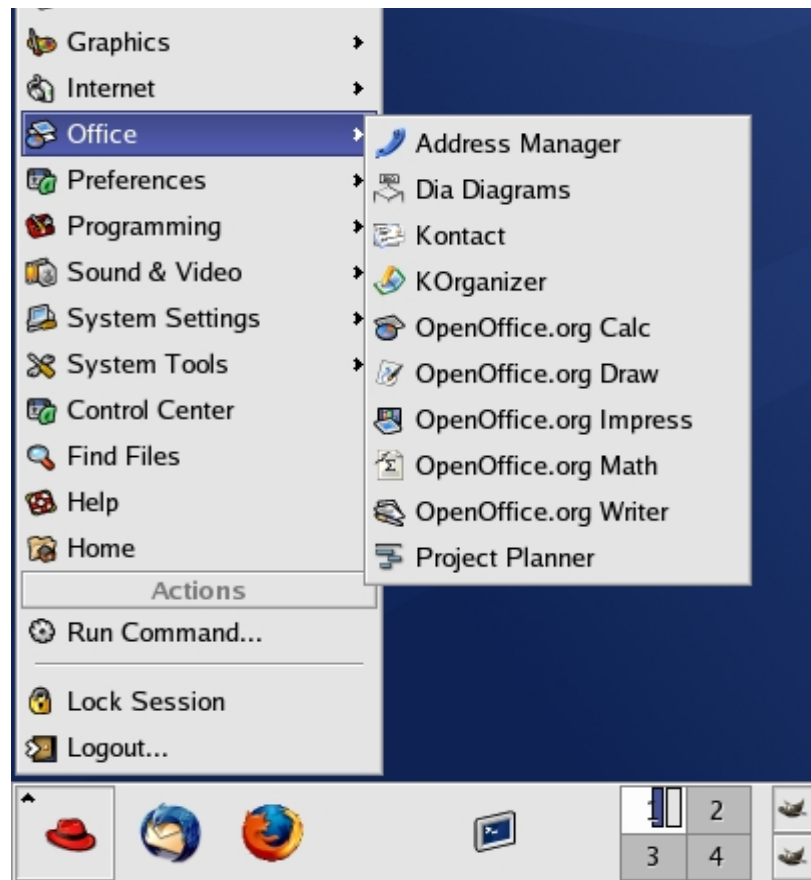 Graphics
Internet
Office
Preferences
Programming
Sound & Video
System Settings
System Tools
Control Center
Find Files
Help
Home
Actions
Run Command...
Lock Session
Logout...
Address Manager
Dia Diagrams
Kontact
KOrganizer
OpenOffice.org Calc
OpenOffice.org Draw
OpenOffice.org Impress
OpenOffice.org Math
OpenOffice.org Writer
Project Planner
1 2
3 4